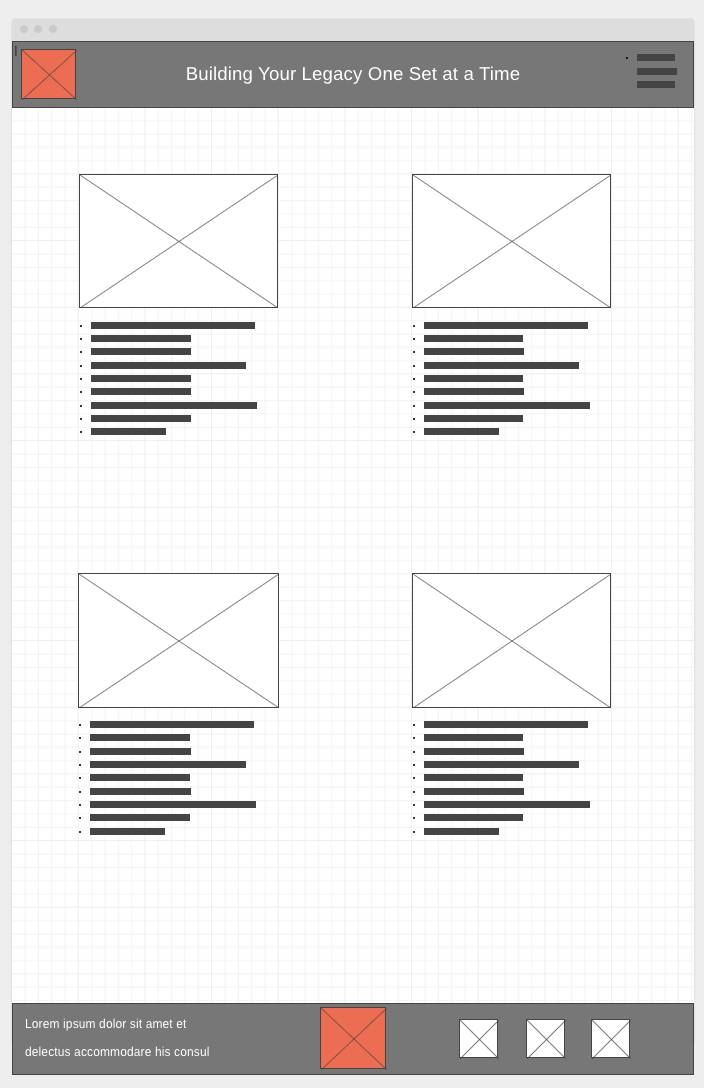 Building Your Legacy One Set at a Time
Lorem ipsum dolor sit amet et
delectus accommodare his consul